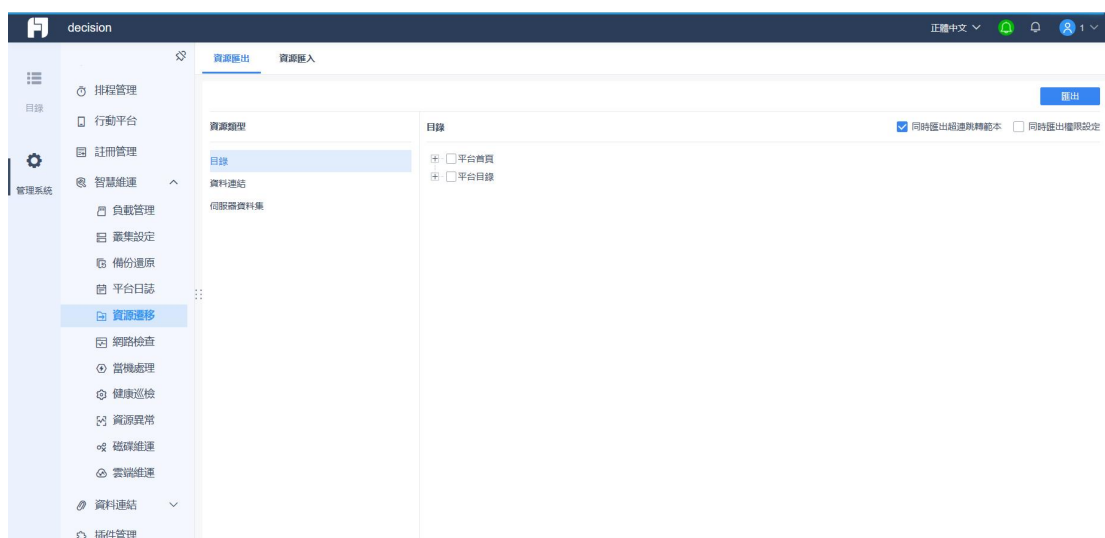 decision
正體中文
1
目錄
管理系統
排程管理
行動平台
註冊管理
智慧維運
負載管理
叢集設定
備份還原
平台日誌
資源遷移
網路檢查
當機處理
健康巡檢
資源異常
磁碟維運
雲端維運
資料連結
插件管理
資源匯出 資源匯入
匯出
資源類型
目錄
資料連結
伺服器資料集
目錄
同時匯出超連跳轉範本 同時匯出權限設定
平台首頁
平台目錄